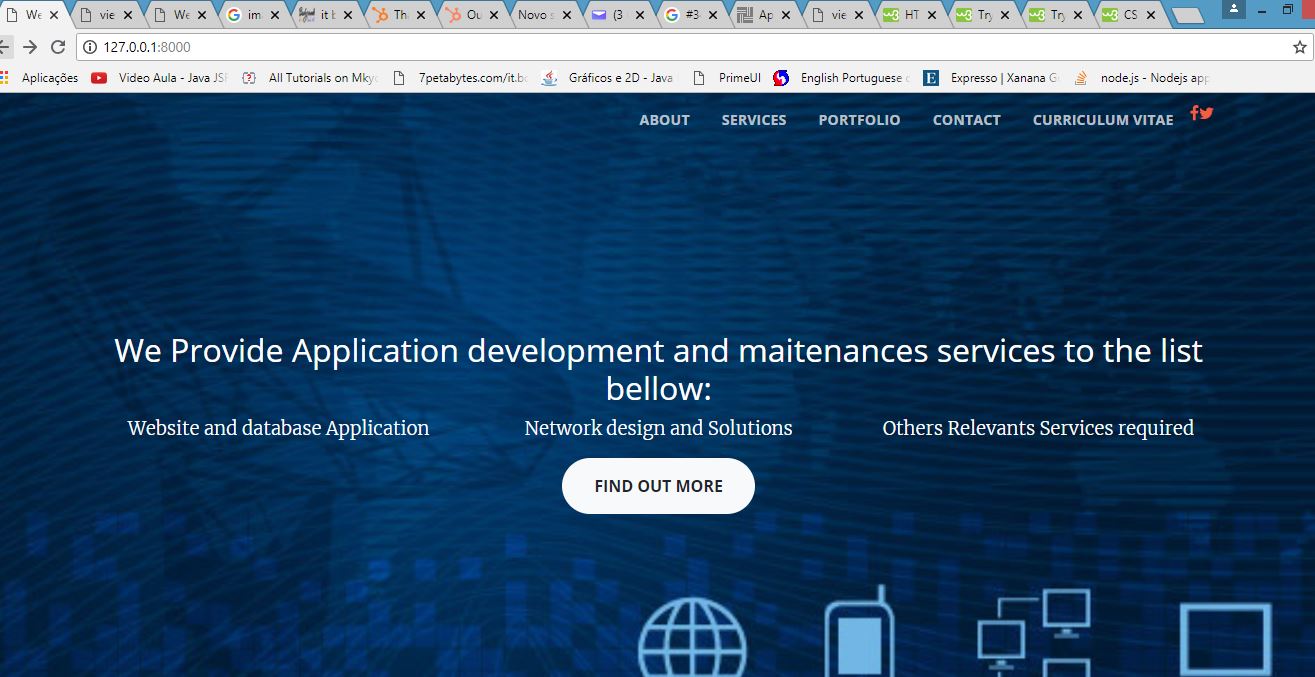 We
vie
We
im
it b
Th
Ou
Novo s
(3
#3
Ap
vie
HT
Try
Try
CS
127.0.0.1:8000
Aplicações
Video Aula - Java JSF
All Tutorials on Mkyc
7petabytes.com/it.bo
Gráficos e 2D - Java
PrimeUI
English Portuguese c
Expresso | Xanana G
node.js - Nodejs app
ABOUT SERVICES PORTFOLIO CONTACT CURRICULUM VITAE
We Provide Application development and maitenances services to the list
bellow:
Website and database Application
Network design and Solutions
Others Relevants Services required
FIND OUT MORE